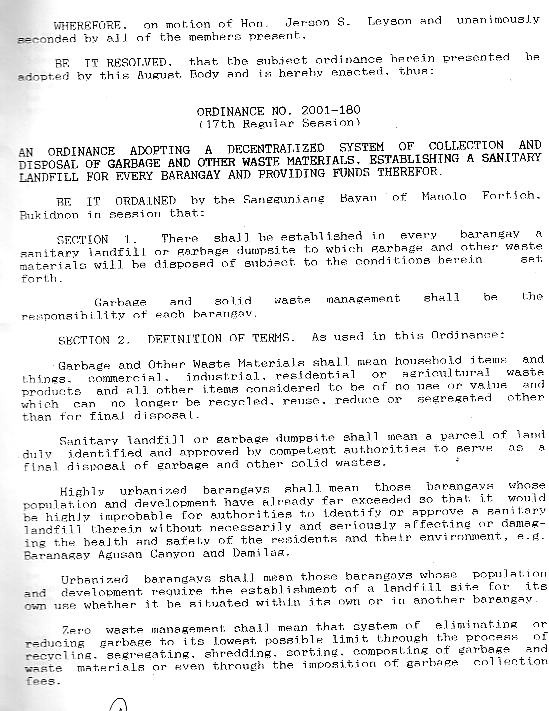 WHEREFORE, on motion of Hon. Jerson S. Leyson and unanimously
seconded by all of the members present,
BE IT RESOLVED, that the subject ordinance herein presented be
adopted by this August Body and is hereby enacted, thus:
ORDINANCE NO. 2001-180
(17th Regular Session)
AN ORDINANCE ADOPTING A DECENTRALIZED SYSTEM OF COLLECTION AND
DISPOSAL OF GARBAGE AND OTHER WASTE MATERIALS, ESTABLISHING A SANITARY
LANDFILL FOR EVERY BARANGAY AND PROVIDING FUNDS THEREFOR.
BE IT ORDAINED by the Sangguniang Bayan of Manolo Fortich,
Bukidnon in session that:
SECTION 1. There shall be established in every barangay a
sanitary landfill or garbage dumpsite to which garbage and other waste
materials will be disposed of subject to the conditions herein set
forth.
Garbage and solid waste management shall be the
responsibility of each barangay.
SECTION 2. DEFINITION OF TERMS. As used in this Ordinance:
Garbage and Other Waste Materials shall mean household items and
things, commercial, industrial, residential or agricultural waste
products and all other items considered to be of no use or value and
which can no longer be recycled, reuse, reduce or segregated other
than for final disposal.
Sanitary landfill or garbage dumpsite shall mean a parcel of land
duly identified and approved by competent authorities to serve as a
final disposal of garbage and other solid wastes.
Highly urbanized barangays shall mean those barangays whose
population and development have already far exceeded so that it would
be highly improbable for authorities to identify or approve a sanitary
landfill therein without necessarily and seriously affecting or damag-
ing the health and safety of the residents and their environment, e.g.
Baranagay Agusan Canyon and Damilag.
Urbanized barangays shall mean those barangays whose population
and development require the establishment of a landfill site for its
own use whether it be situated within its own or in another barangay.
Zero waste management shall mean that system of eliminating or
reducing garbage to its lowest possible limit through the process of
recycling, segregating, shredding, sorting, composting of garbage and
waste materials or even through the imposition of garbage collection
fees.